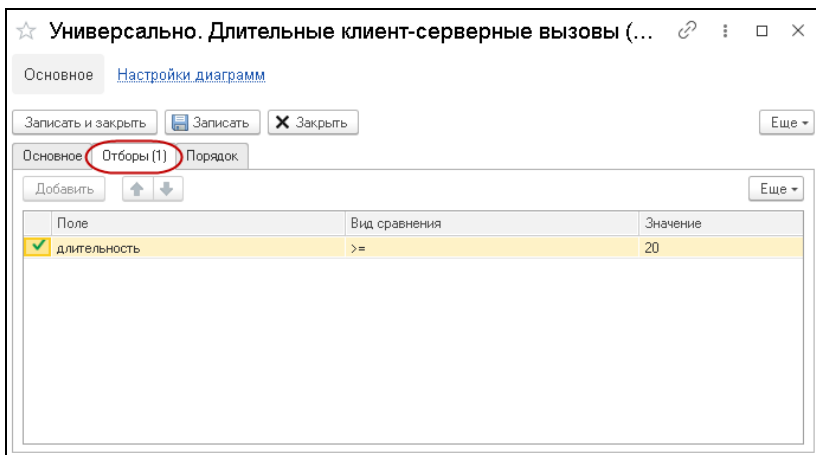 Универсально. Длительные клиент-серверные вызовы (...
Основное Настройки диаграмм
Записать и закрыть Записать Закрыть Еще
Основное Отборы (1) Порядок
Добавить Еще
Поле Вид сравнения Значение
длительность >= 20